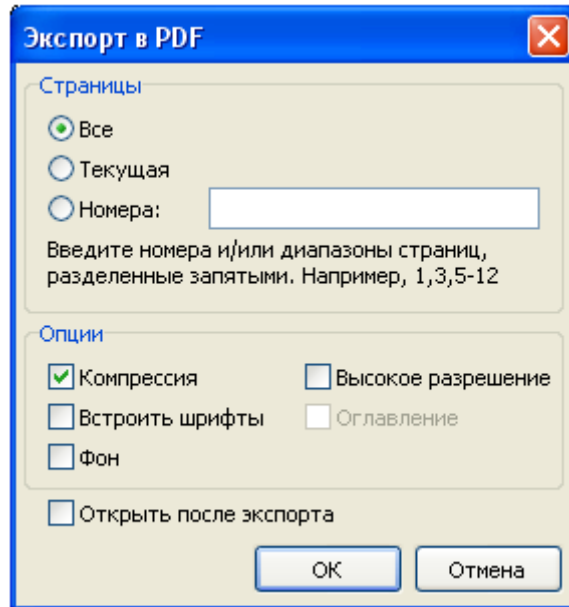 Экспорт в PDF
Страницы
Все
Текущая
Номера:
Введите номера и/или диапазоны страниц,
разделенные запятыми. Например, 1,3,5-12
Опции
Компрессия
Высокое разрешение
Встроить шрифты
Оглавление
Фон
Открыть после экспорта
ОК
Отмена